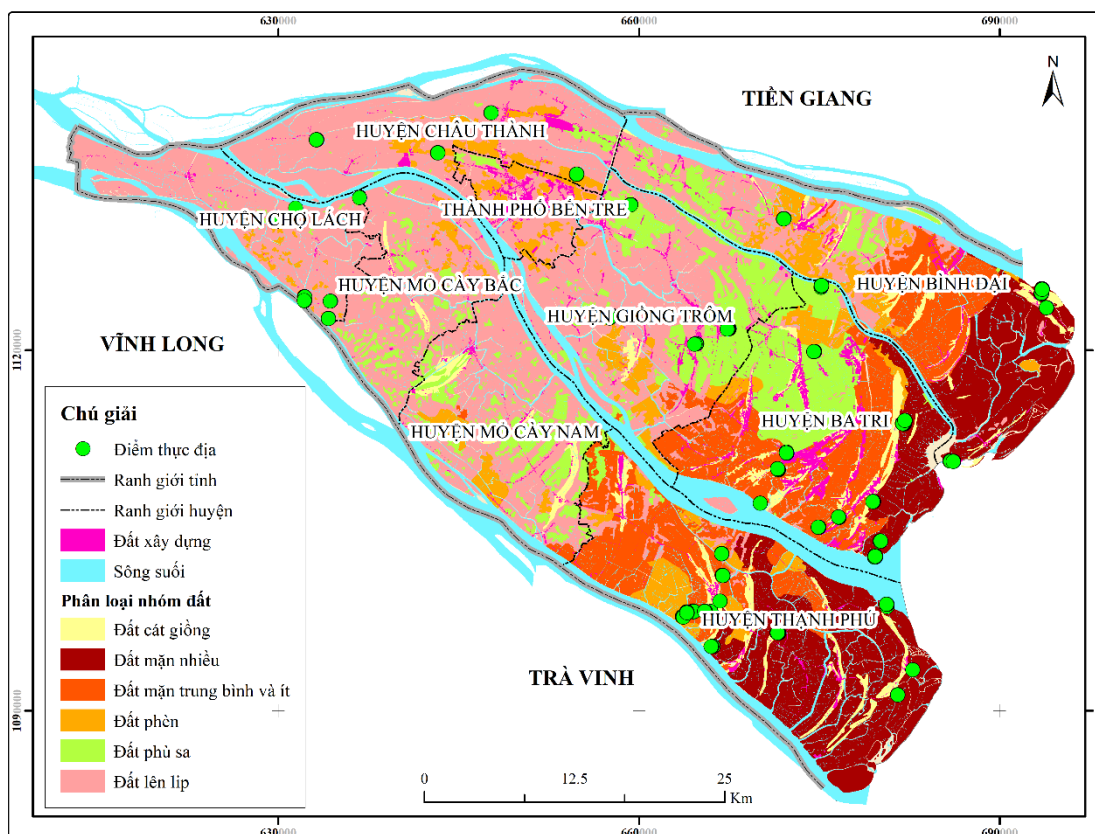 630000 660000 690000
N
TIỀN GIANG
HUYỆN CHÂU THÀNH
THÀNH PHỐ BẾN TRE
HUYỆN CHỢ LÁCH
HUYỆN MỎ CÀY BẮC
HUYỆN BÌNH ĐẠI
HUYỆN GIỒNG TRÔM
VĨNH LONG
1120000
HUYỆN BA TRI
HUYỆN MỎ CÀY NAM
HUYỆN THẠNH PHÚ
TRÀ VINH
1090000
Chú giải
Điểm thực địa
Ranh giới tỉnh
Ranh giới huyện
Đất xây dựng
Sông suối
Phân loại nhóm đất
Đất cát giồng
Đất mặn nhiều
Đất mặn trung bình và ít
Đất phèn
Đất phù sa
Đất lên líp
0 12.5 25
Km
630000 660000 690000